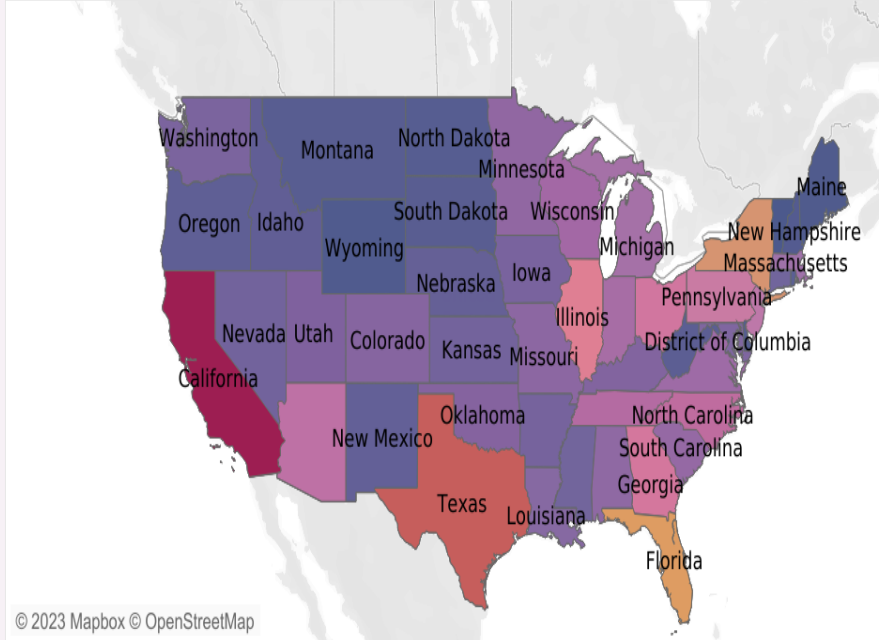 Washington
Montana
North Dakota
Minnesota
Maine
Oregon
Idaho
South Dakota
Wisconsin
New Hampshire
Wyoming
Michigan
Massachusetts
Nebraska
Iowa
Pennsylvania
Nevada
Utah
Colorado
Kansas
Missouri
Illinois
District of Columbia
California
New Mexico
Oklahoma
North Carolina
South Carolina
Georgia
Texas
Louisiana
Florida
© 2023 Mapbox © OpenStreetMap